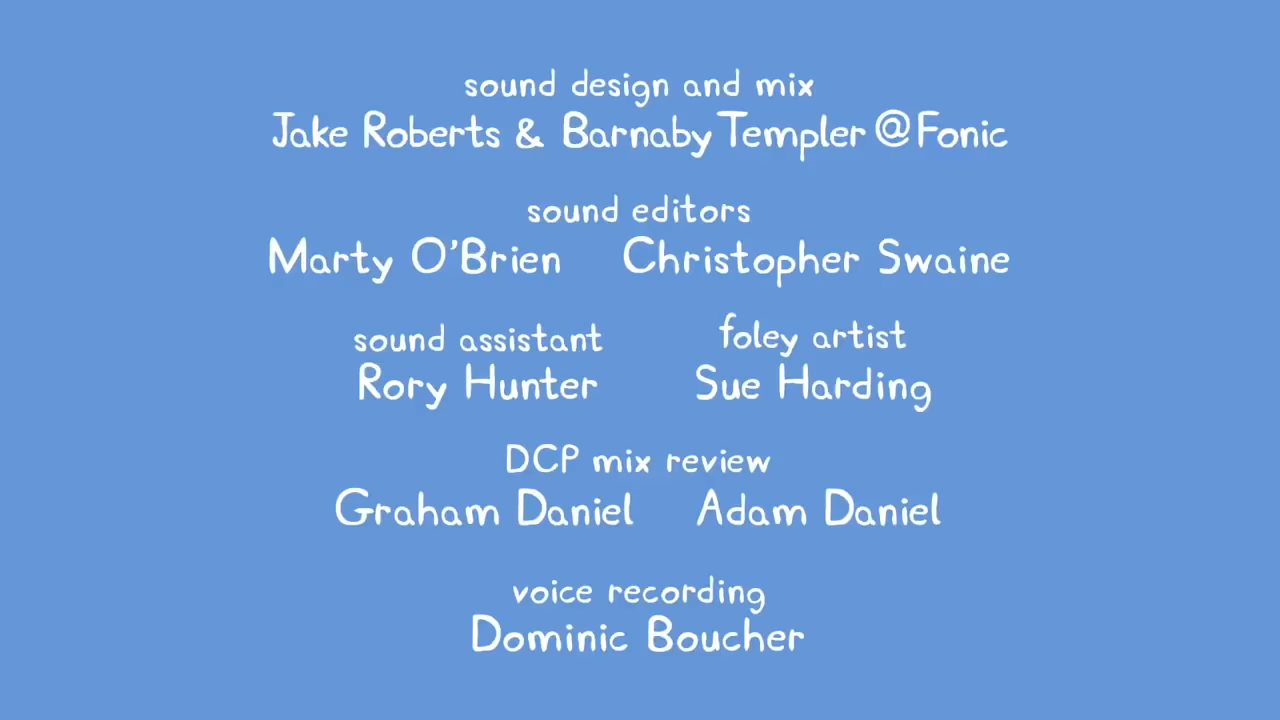 sound design and mix
Jake Roberts & Barnaby Templer @Fonic
sound editors
Marty O'Brien Christopher Swaine
sound assistant foley artist
Rory Hunter Sue Harding
DCP mix review
Graham Daniel Adam Daniel
voice recording
Dominic Boucher